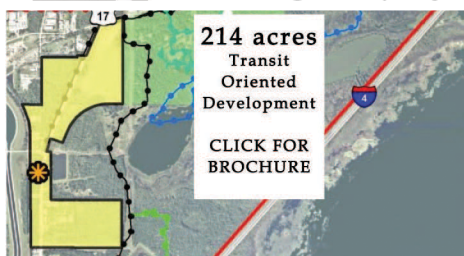 17
214 acres
Transit
Oriented
Development
CLICK FOR
BROCHURE
4